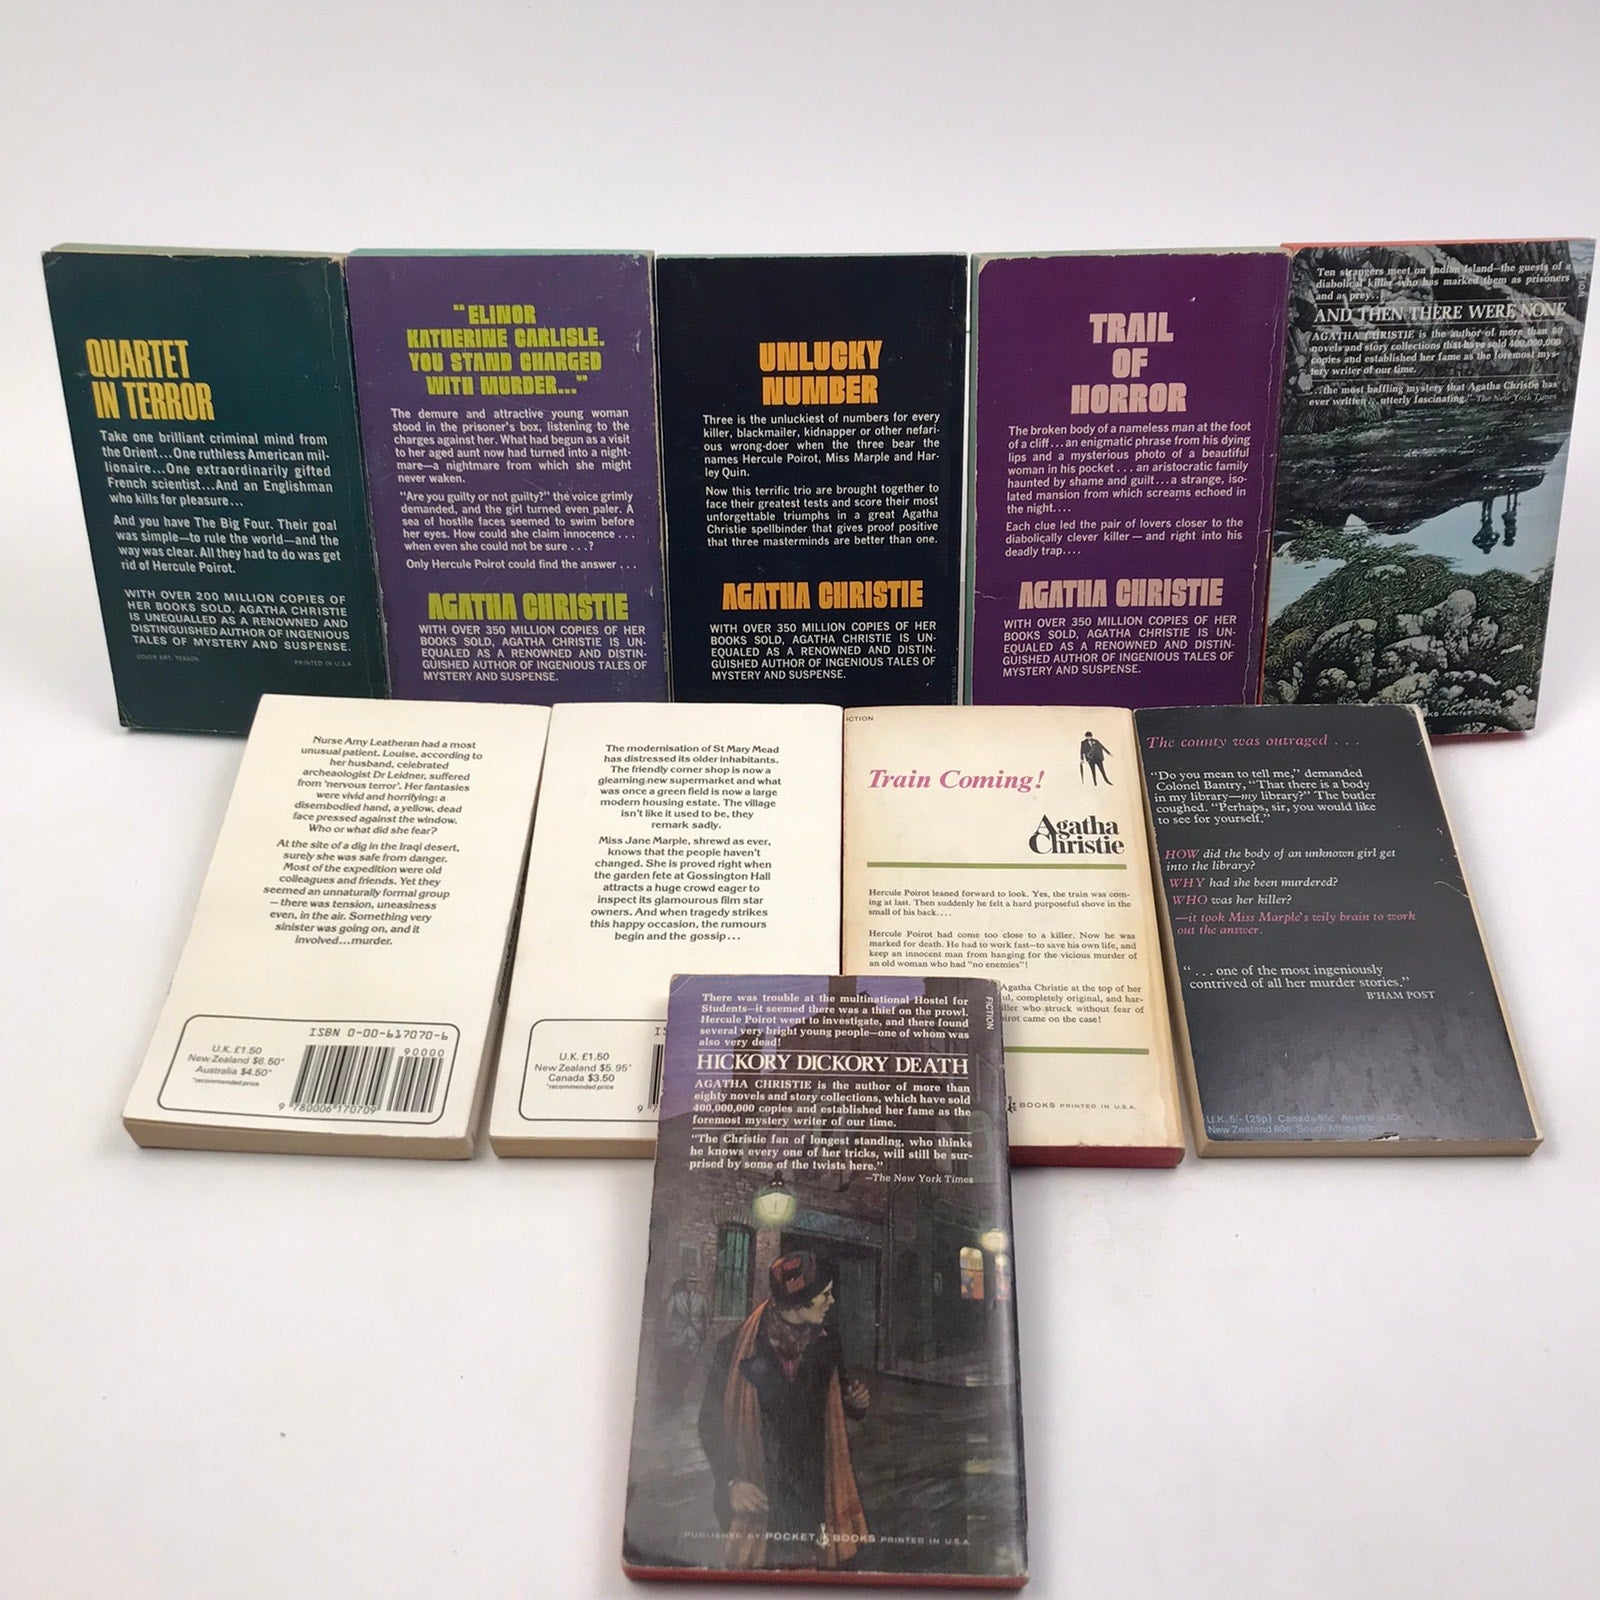 QUARTET
IN TERROR
Take one brilliant criminal mind from
the Orient...One ruthless American mil-
lionaire...One extraordinarily gifted
French scientist...And an Englishman
who kills for pleasure...
And you have The Big Four. Their goal
was simple—to rule the world—and the
way was clear. All they had to do was get
rid of Hercule Poirot.
WITH OVER 200 MILLION COPIES OF
HER BOOKS SOLD, AGATHA CHRISTIE
IS UNEQUALLED AS A RENOWNED AND
DISTINGUISHED AUTHOR OF INGENIOUS
TALES OF MYSTERY AND SUSPENSE.
COVER ART: TEASON
PRINTED IN U.S.A.
"ELINOR
KATHERINE CARLISLE.
YOU STAND CHARGED
WITH MURDER..."
The demure and attractive young woman
stood in the prisoner's box, listening to the
charges against her. What had begun as a visit
to her aged aunt now had turned into a night-
mare—a nightmare from which she might
never waken.
"Are you guilty or not guilty?" the voice grimly
demanded, and the girl turned even paler. A
sea of hostile faces seemed to swim before
her eyes. How could she claim innocence . . .
when even she could not be sure . . .?
Only Hercule Poirot could find the answer . . .
AGATHA CHRISTIE
WITH OVER 350 MILLION COPIES OF HER
BOOKS SOLD, AGATHA CHRISTIE IS UN-
EQUALED AS A RENOWNED AND DISTIN-
GUISHED AUTHOR OF INGENIOUS TALES OF
MYSTERY AND SUSPENSE.
UNLUCKY
NUMBER
Three is the unluckiest of numbers for every
killer, blackmailer, kidnapper or other nefari-
ous wrong-doer when the three bear the
names Hercule Poirot, Miss Marple and Har-
ley Quin.
Now this terrific trio are brought together to
face their greatest tests and score their most
unforgettable triumphs in a great Agatha
Christie spellbinder that gives proof positive
that three masterminds are better than one.
AGATHA CHRISTIE
WITH OVER 350 MILLION COPIES OF HER
BOOKS SOLD, AGATHA CHRISTIE IS UN-
EQUALED AS A RENOWNED AND DISTIN-
GUISHED AUTHOR OF INGENIOUS TALES OF
MYSTERY AND SUSPENSE.
TRAIL
OF
HORROR
The broken body of a nameless man at the foot
of a cliff...an enigmatic phrase from his dying
lips and a mysterious photo of a beautiful
woman in his pocket . . . an aristocratic family
haunted by shame and guilt...a strange, iso-
lated mansion from which screams echoed in
the night....
Each clue led the pair of lovers closer to the
diabolically clever killer — and right into his
deadly trap....
AGATHA CHRISTIE
WITH OVER 350 MILLION COPIES OF HER
BOOKS SOLD, AGATHA CHRISTIE IS UN-
EQUALED AS A RENOWNED AND DISTIN-
GUISHED AUTHOR OF INGENIOUS TALES OF
MYSTERY AND SUSPENSE.
Ten strangers meet on Indian Island—the guests of a
diabolical killer who has marked them as prisoners
and as prey...
AND THEN THERE WERE NONE
AGATHA CHRISTIE is the author of more than 80
novels and story collections that have sold 400,000,000
copies and established her fame as the foremost mys-
tery writer of our time.
"...the most baffling mystery that Agatha Christie has
ever written... utterly fascinating."—The New York Times
BOOKS PRINTED IN U.S.A.
Nurse Amy Leatheran had a most
unusual patient. Louise, according to
her husband, celebrated
archaeologist Dr Leidner, suffered
from 'nervous terror'. Her fantasies
were vivid and horrifying: a
disembodied hand, a yellow, dead
face pressed against the window.
Who or what did she fear?
At the site of a dig in the Iraqi desert,
surely she was safe from danger.
Most of the expedition were old
colleagues and friends. Yet they
seemed an unnaturally formal group
— there was tension, uneasiness
even, in the air. Something very
sinister was going on, and it
involved...murder.
ISBN 0-00-617070-6
U.K. £1.50
New Zealand $6.50*
Australia $4.50*
*recommended price
90000
9 780006 170709
The modernisation of St Mary Mead
has distressed its older inhabitants.
The friendly corner shop is now a
gleaming new supermarket and what
was once a green field is now a large
modern housing estate. The village
isn't like it used to be, they
remark sadly.
Miss Jane Marple, shrewd as ever,
knows that the people haven't
changed. She is proved right when
the garden fete at Gossington Hall
attracts a huge crowd eager to
inspect its glamourous film star
owners. And when tragedy strikes
this happy occasion, the rumours
begin and the gossip...
IS
U.K. £1.50
New Zealand $5.95*
Canada $3.50
*recommended price
9
ICTION
Train Coming!
Agatha
Christie
Hercule Poirot leaned forward to look. Yes, the train was com-
ing at last. Then suddenly he felt a hard purposeful shove in the
small of his back....
Hercule Poirot had come too close to a killer. Now he was
marked for death. He had to work fast—to save his own life, and
keep an innocent man from hanging for the vicious murder of
an old woman who had "no enemies"!
Agatha Christie at the top of her
ul, completely original, and har-
iller who struck without fear of
oirot came on the case!
BOOKS PRINTED IN U.S.A.
The county was outraged . . .
"Do you mean to tell me," demanded
Colonel Bantry, "That there is a body
in my library—my library?" The butler
coughed. "Perhaps, sir, you would like
to see for yourself."
HOW did the body of an unknown girl get
into the library?
WHY had she been murdered?
WHO was her killer?
—it took Miss Marple's wily brain to work
out the answer.
" . . . one of the most ingeniously
contrived of all her murder stories."
B'HAM POST
U.K. 5/- (25p) Canada 95c Australia 80c
New Zealand 80c South Africa 60c
There was trouble at the multinational Hostel for
Students—it seemed there was a thief on the prowl.
Hercule Poirot went to investigate, and there found
several very bright young people—one of whom was
also very dead!
HICKORY DICKORY DEATH
AGATHA CHRISTIE is the author of more than
eighty novels and story collections, which have sold
400,000,000 copies and established her fame as the
foremost mystery writer of our time.
"The Christie fan of longest standing, who thinks
he knows every one of her tricks, will still be sur-
prised by some of the twists here."
—The New York Times
FICTION
PUBLISHED BY POCKET BOOKS PRINTED IN U.S.A.